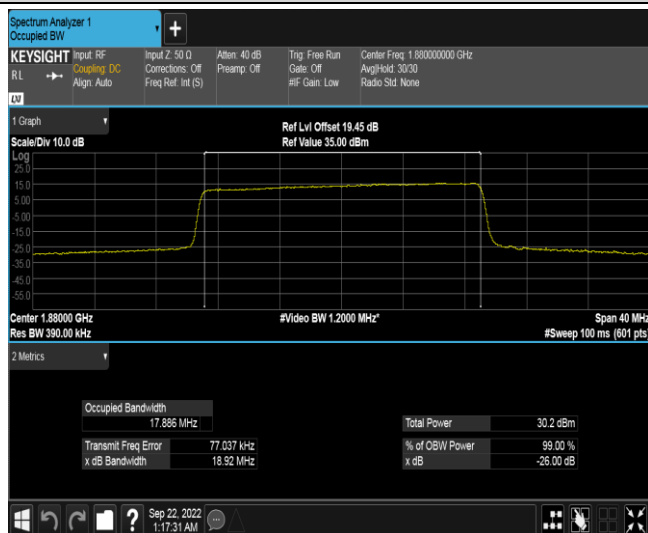 Spectrum Analyzer 1
Occupied BW
+
KEYSIGHT Input: RF Input Z: 50 Ω Atten: 40 dB Trig: Free Run Center Freq: 1.880000000 GHz
RL Coupling: DC Corrections: Off Preamp: Off Gate: Off Avg|Hold: 30/30
Align: Auto Freq Ref: Int (S) #IF Gain: Low Radio Std: None
LXI
1 Graph
Ref Lvl Offset 19.45 dB
Scale/Div 10.0 dB Ref Value 35.00 dBm
Log
25.0
15.0
5.00
-5.00
-15.0
-25.0
-35.0
-45.0
-55.0
Center 1.88000 GHz #Video BW 1.2000 MHz* Span 40 MHz
Res BW 390.00 kHz #Sweep 100 ms (601 pts)
2 Metrics
Occupied Bandwidth
17.886 MHz Total Power 30.2 dBm
Transmit Freq Error 77.037 kHz % of OBW Power 99.00 %
x dB Bandwidth 18.92 MHz x dB -26.00 dB
? Sep 22, 2022
1:17:31 AM